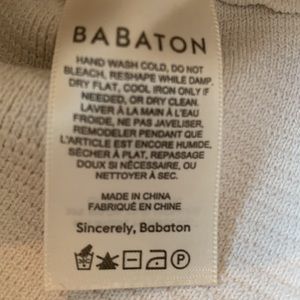 BABATON
HAND WASH COLD, DO NOT
BLEACH, RESHAPE WHILE DAMP,
DRY FLAT, COOL IRON ONLY IF
NEEDED, OR DRY CLEAN.
LAVER À LA MAIN À L'EAU
FROIDE, NE PAS JAVELISER,
REMODELER PENDANT QUE
L'ARTICLE EST ENCORE HUMIDE,
SÉCHER À PLAT, REPASSAGE
DOUX SI NÉCESSAIRE, OU
NETTOYER À SEC.
MADE IN CHINA
FABRIQUÉ EN CHINE
Sincerely, Babaton
P